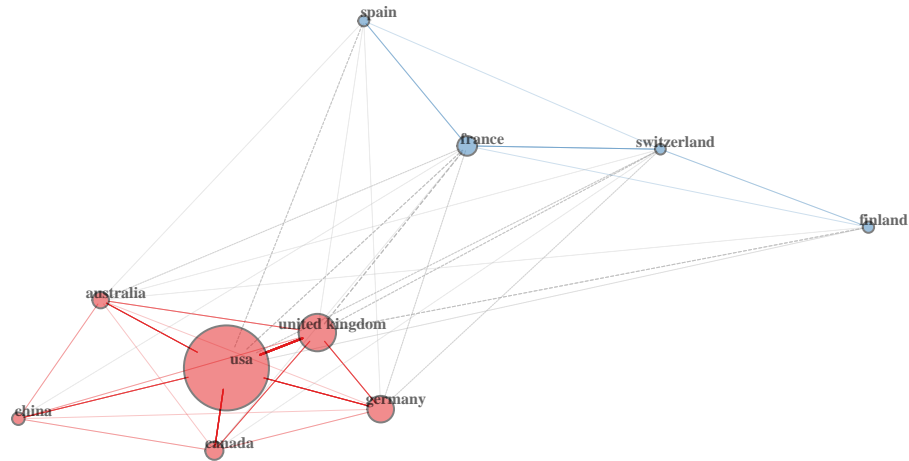 spain
france
switzerland
finland
australia
united kingdom
usa
germany
china
canada